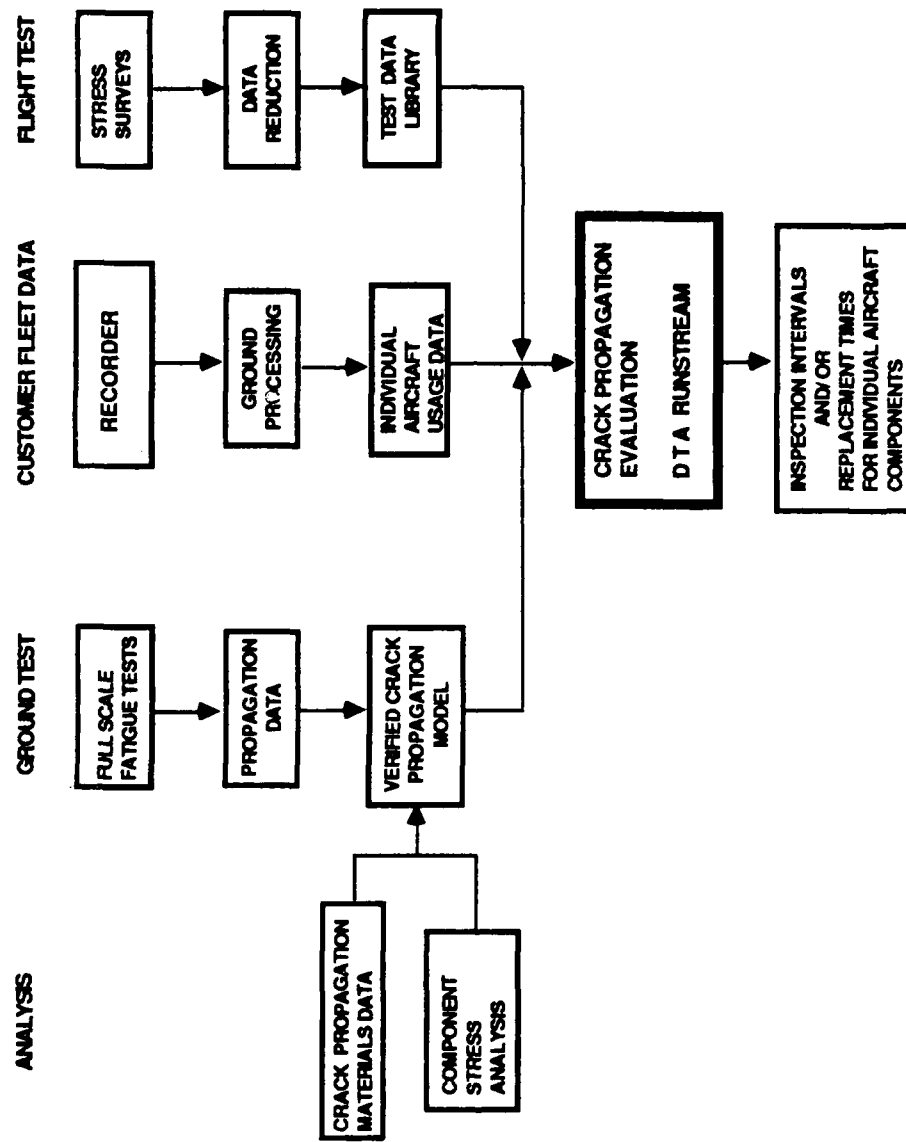 ANALYSIS
GROUND TEST
CUSTOMER FLEET DATA
FLIGHT TEST
FULL SCALE
FATIGUE TESTS
RECORDER
STRESS
SURVEYS
PROPAGATION
DATA
GROUND
PROCESSING
DATA
REDUCTION
CRACK PROPAGATION
MATERIALS DATA
VERIFIED CRACK
PROPAGATION
MODEL
INDIVIDUAL
AIRCRAFT
USAGE DATA
TEST DATA
LIBRARY
COMPONENT
STRESS
ANALYSIS
CRACK PROPAGATION
EVALUATION
DTA RUNSTREAM
INSPECTION INTERVALS
AND/OR
REPLACEMENT TIMES
FOR INDIVIDUAL AIRCRAFT
COMPONENTS